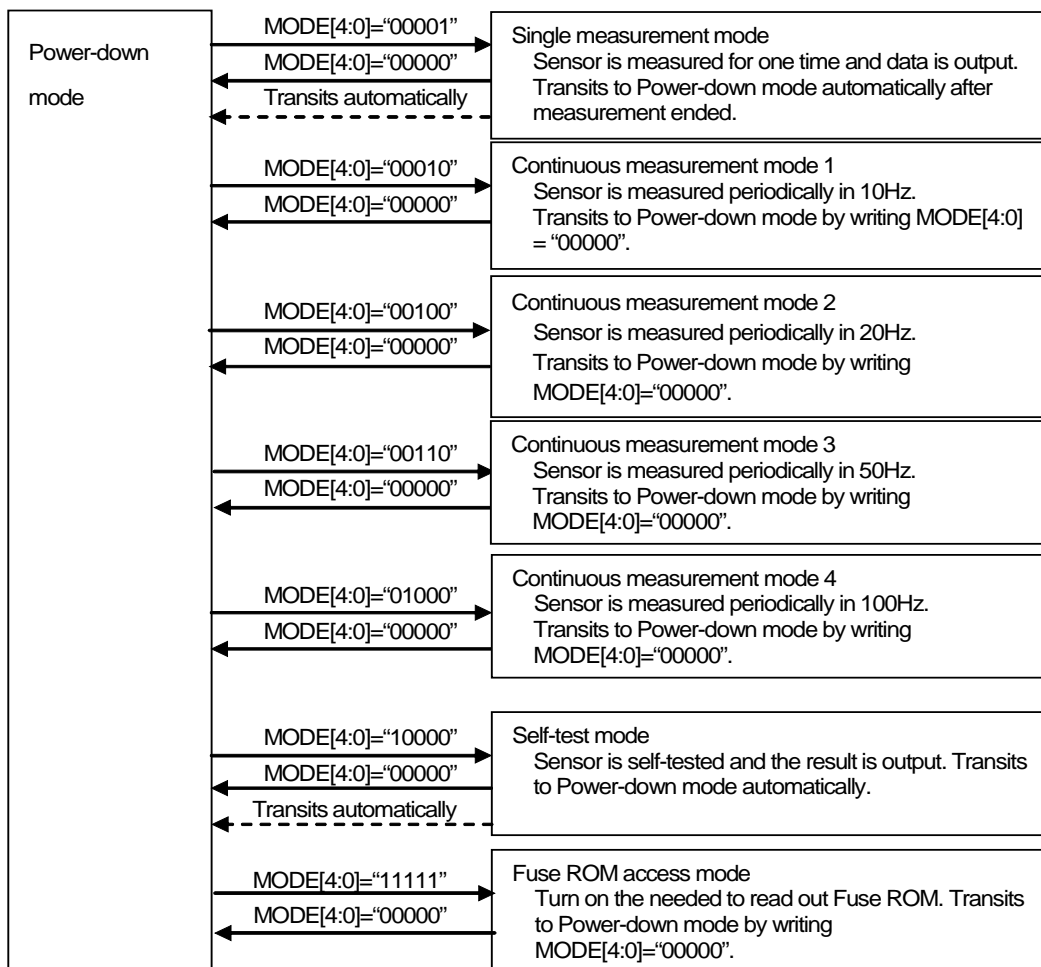 Power-down
mode
MODE[4:0]=“00001”
MODE[4:0]=“00000”
Transits automatically
Single measurement mode
Sensor is measured for one time and data is output.
Transits to Power-down mode automatically after
measurement ended.
MODE[4:0]=“00010”
MODE[4:0]=“00000”
Continuous measurement mode 1
Sensor is measured periodically in 10Hz.
Transits to Power-down mode by writing MODE[4:0]
= “00000”.
MODE[4:0]=“00100”
MODE[4:0]=“00000”
Continuous measurement mode 2
Sensor is measured periodically in 20Hz.
Transits to Power-down mode by writing
MODE[4:0]=“00000”.
MODE[4:0]=“00110”
MODE[4:0]=“00000”
Continuous measurement mode 3
Sensor is measured periodically in 50Hz.
Transits to Power-down mode by writing
MODE[4:0]=“00000”.
MODE[4:0]=“01000”
MODE[4:0]=“00000”
Continuous measurement mode 4
Sensor is measured periodically in 100Hz.
Transits to Power-down mode by writing
MODE[4:0]=“00000”.
MODE[4:0]=“10000”
MODE[4:0]=“00000”
Transits automatically
Self-test mode
Sensor is self-tested and the result is output. Transits
to Power-down mode automatically.
MODE[4:0]=“11111”
MODE[4:0]=“00000”
Fuse ROM access mode
Turn on the needed to read out Fuse ROM. Transits
to Power-down mode by writing
MODE[4:0]=“00000”.